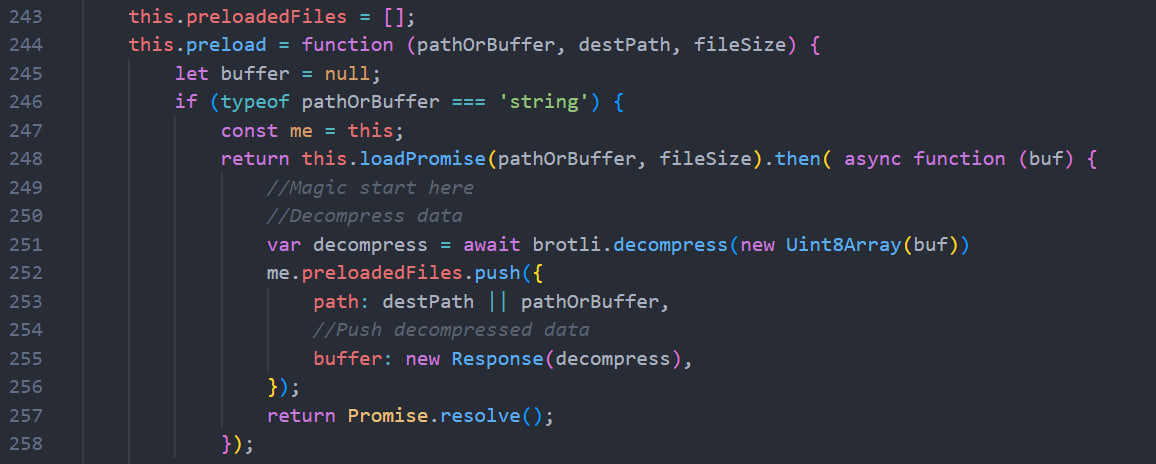 243 this.preloadedFiles = [];
244 this.preload = function (pathOrBuffer, destPath, fileSize) {
245 let buffer = null;
246 if (typeof pathOrBuffer === 'string') {
247 const me = this;
248 return this.loadPromise(pathOrBuffer, fileSize).then( async function (buf) {
249 //Magic start here
250 //Decompress data
251 var decompress = await brotli.decompress(new Uint8Array(buf))
252 me.preloadedFiles.push({
253 path: destPath || pathOrBuffer,
254 //Push decompressed data
255 buffer: new Response(decompress),
256 });
257 return Promise.resolve();
258 });